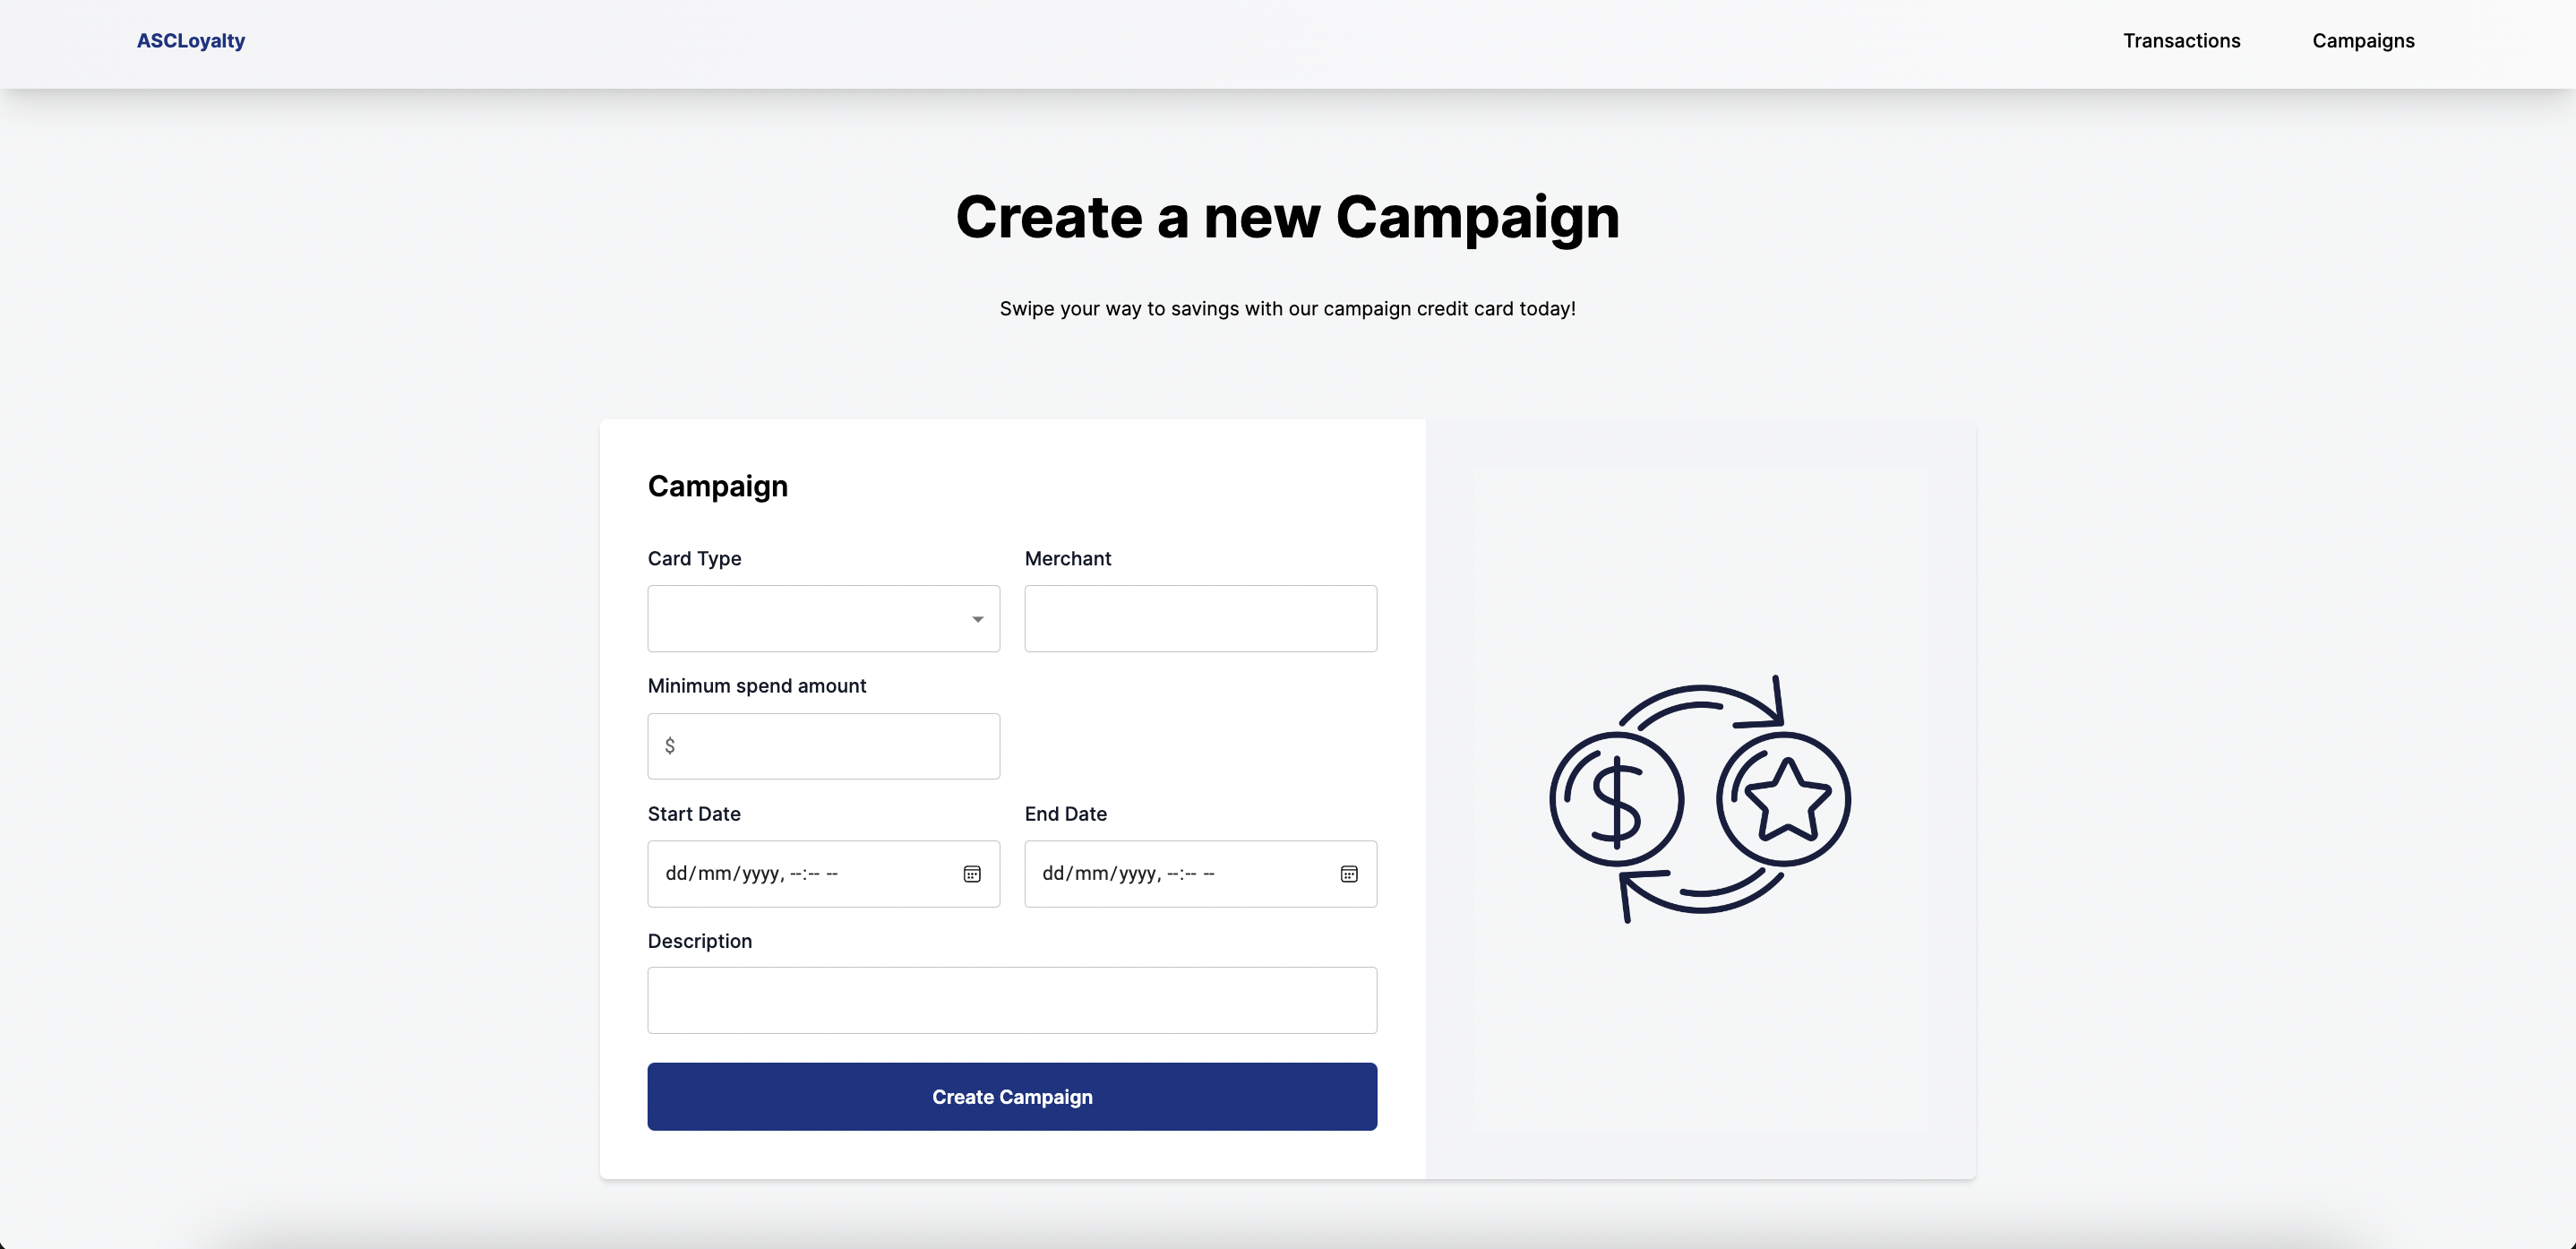 ASCLoyalty Transactions Campaigns
Create a new Campaign
Swipe your way to savings with our campaign credit card today!
Campaign
Card Type Merchant
Minimum spend amount
$
Start Date End Date
dd/mm/yyyy, --:-- -- dd/mm/yyyy, --:-- --
Description
Create Campaign